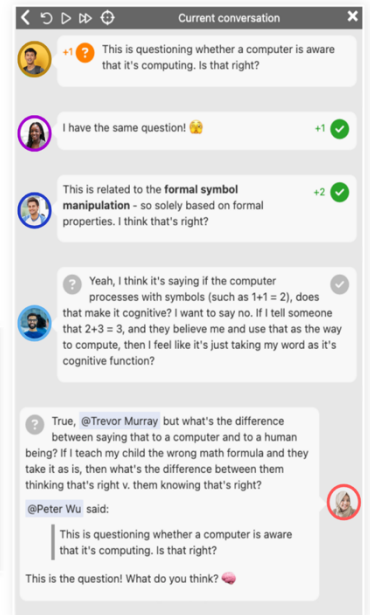 Current conversation
+1 ? This is questioning whether a computer is aware
that it's computing. Is that right?
I have the same question! 🫣
+1
This is related to the formal symbol
manipulation - so solely based on formal
properties. I think that's right?
+2
? Yeah, I think it's saying if the computer
processes with symbols (such as 1+1 = 2), does
that make it cognitive? I want to say no. If I tell someone
that 2+3 = 3, and they believe me and use that as the way
to compute, then I feel like it's just taking my word as it's
cognitive function?
? True, @Trevor Murray but what's the difference
between saying that to a computer and to a human
being? If I teach my child the wrong math formula and they
take it as is, then what's the difference between them
thinking that's right v. them knowing that's right?
@Peter Wu said:
This is questioning whether a computer is aware
that it's computing. Is that right?
This is the question! What do you think? 🧠